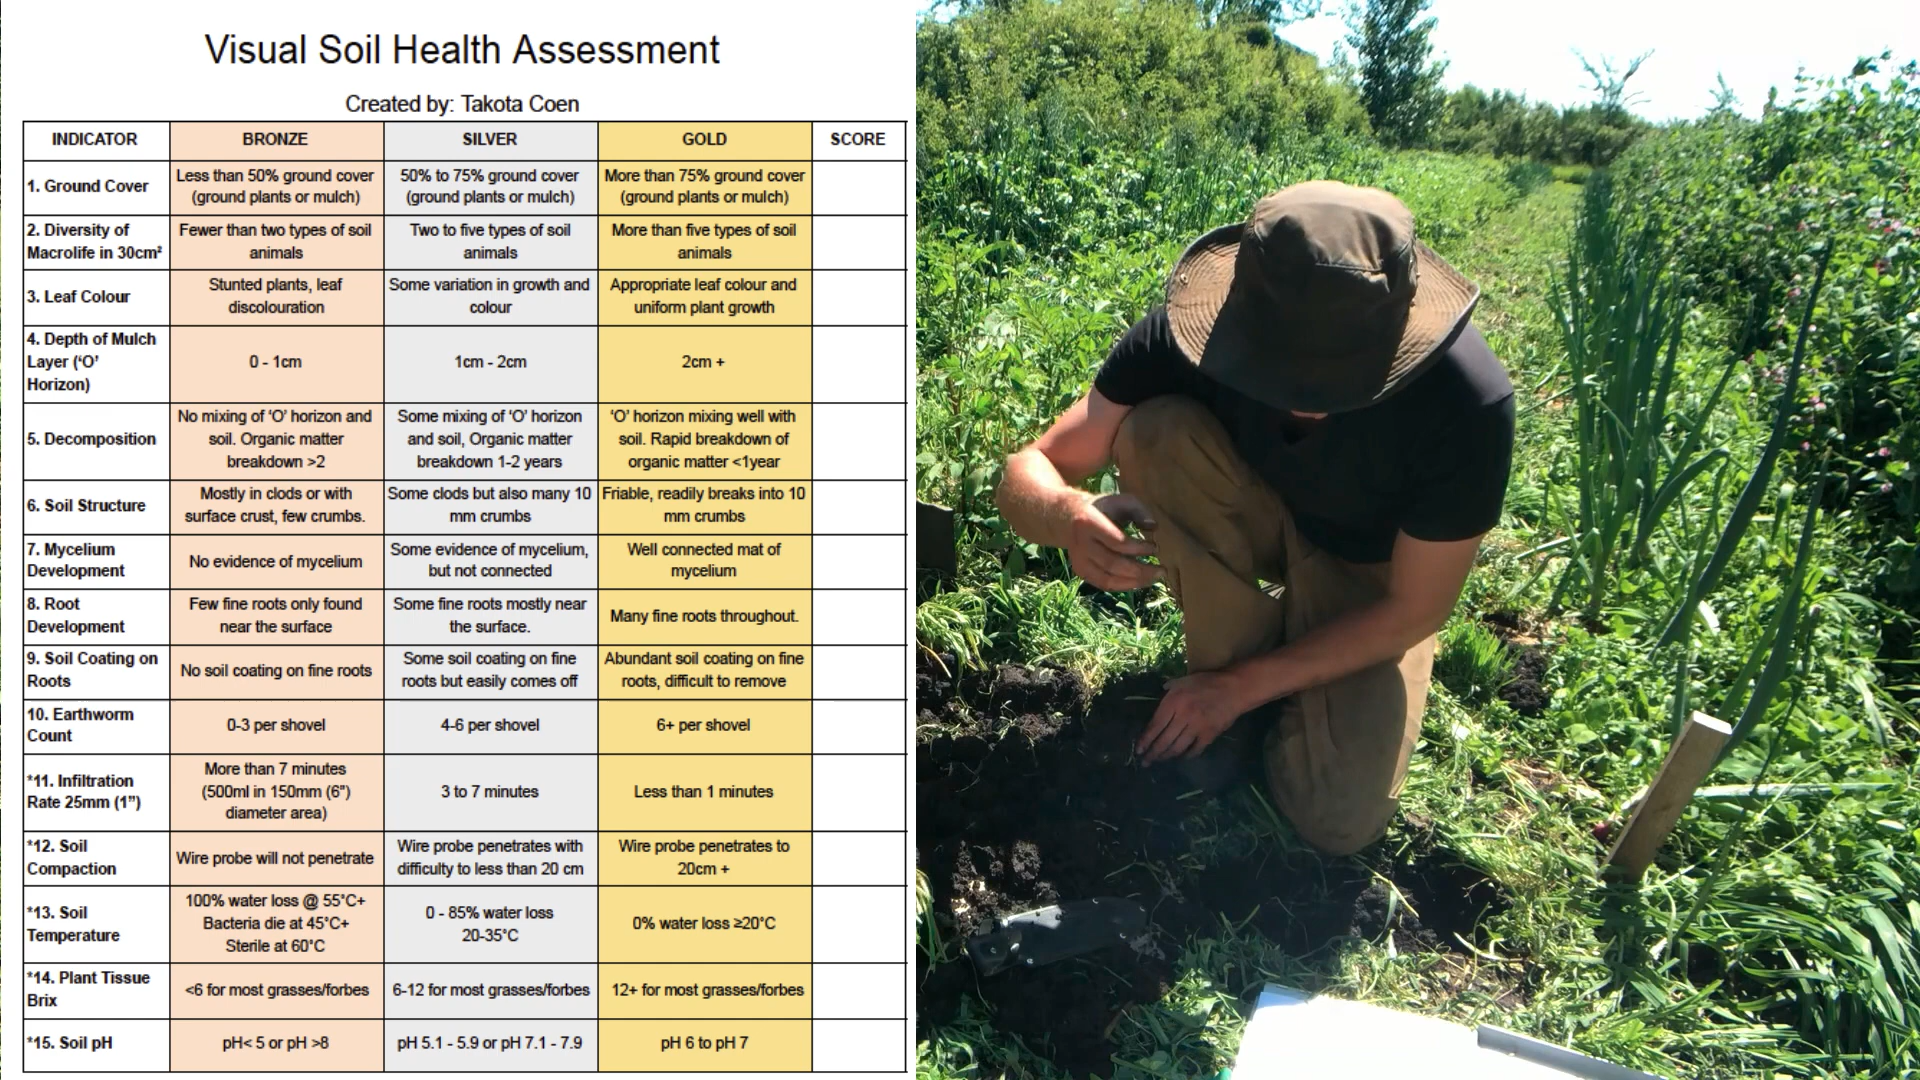 Visual Soil Health Assessment
Created by: Takota Coen
INDICATOR BRONZE SILVER GOLD SCORE
1. Ground Cover
Less than 50% ground cover
(ground plants or mulch)
50% to 75% ground cover
(ground plants or mulch)
More than 75% ground cover
(ground plants or mulch)
2. Diversity of
Macrolife in 30cm²
Fewer than two types of soil
animals
Two to five types of soil
animals
More than five types of soil
animals
3. Leaf Colour
Stunted plants, leaf
discolouration
Some variation in growth and
colour
Appropriate leaf colour and
uniform plant growth
4. Depth of Mulch
Layer (‘O’
Horizon)
0 - 1cm
1cm - 2cm
2cm +
5. Decomposition
No mixing of ‘O’ horizon and
soil. Organic matter
breakdown >2
Some mixing of ‘O’ horizon
and soil, Organic matter
breakdown 1-2 years
‘O’ horizon mixing well with
soil. Rapid breakdown of
organic matter <1year
6. Soil Structure
Mostly in clods or with
surface crust, few crumbs.
Some clods but also many 10
mm crumbs
Friable, readily breaks into 10
mm crumbs
7. Mycelium
Development
No evidence of mycelium
Some evidence of mycelium,
but not connected
Well connected mat of
mycelium
8. Root
Development
Few fine roots only found
near the surface
Some fine roots mostly near
the surface.
Many fine roots throughout.
9. Soil Coating on
Roots
No soil coating on fine roots
Some soil coating on fine
roots but easily comes off
Abundant soil coating on fine
roots, difficult to remove
10. Earthworm
Count
0-3 per shovel
4-6 per shovel
6+ per shovel
*11. Infiltration
Rate 25mm (1”)
More than 7 minutes
(500ml in 150mm (6")
diameter area)
3 to 7 minutes
Less than 1 minutes
*12. Soil
Compaction
Wire probe will not penetrate
Wire probe penetrates with
difficulty to less than 20 cm
Wire probe penetrates to
20cm +
*13. Soil
Temperature
100% water loss @ 55°C+
Bacteria die at 45°C+
Sterile at 60°C
0 - 85% water loss
20-35°C
0% water loss ≥20°C
*14. Plant Tissue
Brix
<6 for most grasses/forbes
6-12 for most grasses/forbes
12+ for most grasses/forbes
*15. Soil pH
pH< 5 or pH >8
pH 5.1 - 5.9 or pH 7.1 - 7.9
pH 6 to pH 7